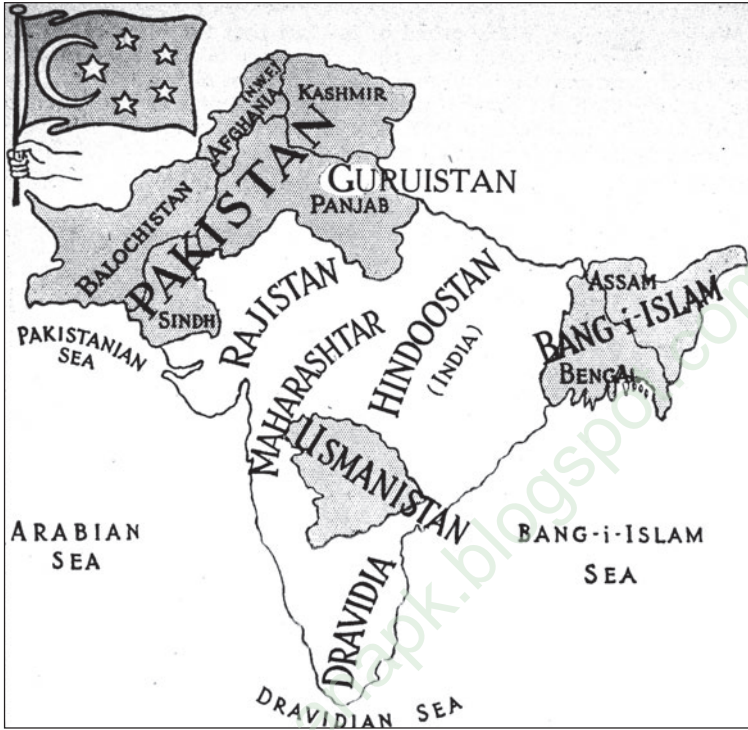 KASHMIR
(N.W.F.)
AFGHANIA
GURUISTAN
PANJAB
BALOCHISTAN
PAKISTAN
SINDH
PAKISTANIAN
SEA
RAJISTAN
MAHARASHTAR
HINDOOSTAN
(INDIA)
ASSAM
BANG-i-ISLAM
BENGAL
USMANISTAN
ARABIAN
SEA
BANG-i-ISLAM
SEA
DRAVIDIA
DRAVIDIAN SEA